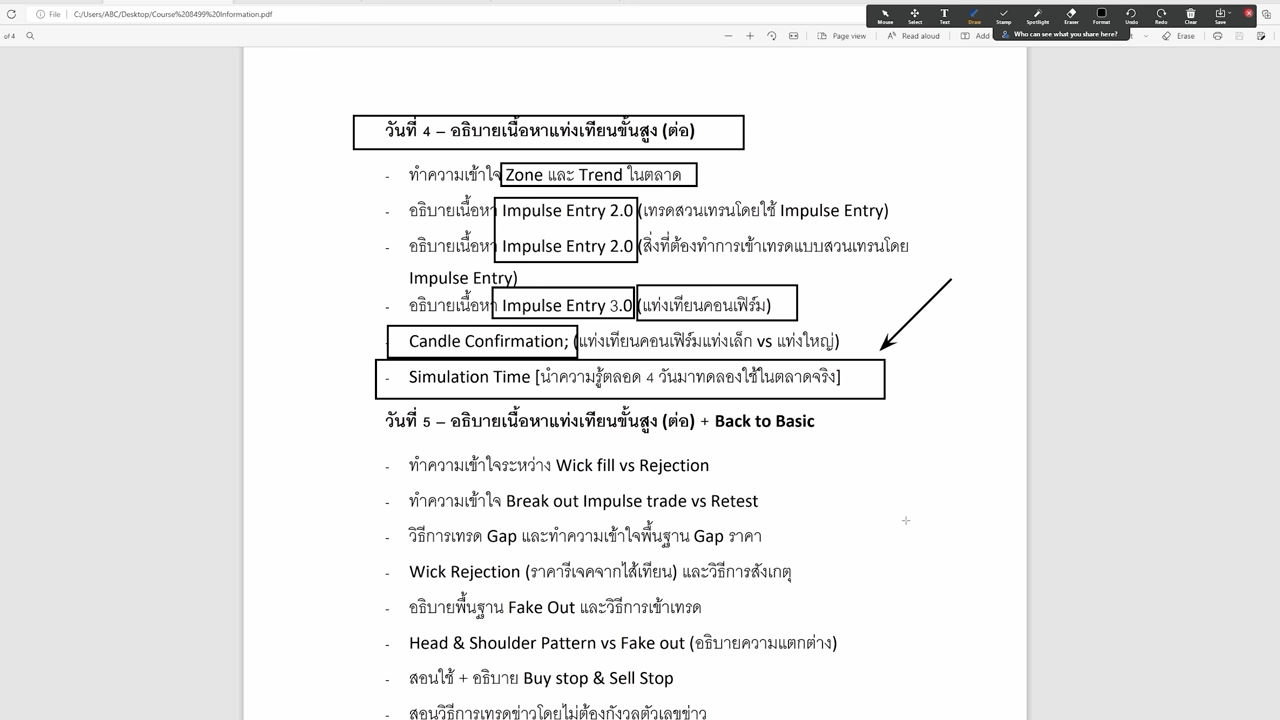 File C:/Users/ABC/Desktop/Course%208499%20Information.pdf
Mouse Select Text Draw Stamp Spotlight Eraser Format Undo Redo Clear Save
Who can see what you share here?
of 4 Page view Read aloud Add Erase
วันที่ 4 – อธิบายเนื้อหาแท่งเทียนขั้นสูง (ต่อ)
- ทำความเข้าใจ Zone และ Trend ในตลาด
- อธิบายเนื้อหา Impulse Entry 2.0 (เทรดสวนเทรนโดยใช้ Impulse Entry)
- อธิบายเนื้อหา Impulse Entry 2.0 (สิ่งที่ต้องทำการเข้าเทรดแบบสวนเทรนโดย
Impulse Entry)
- อธิบายเนื้อหา Impulse Entry 3.0 (แท่งเทียนคอนเฟิร์ม)
- Candle Confirmation; (แท่งเทียนคอนเฟิร์มแท่งเล็ก vs แท่งใหญ่)
- Simulation Time [นำความรู้ตลอด 4 วันมาทดลองใช้ในตลาดจริง]
วันที่ 5 – อธิบายเนื้อหาแท่งเทียนขั้นสูง (ต่อ) + Back to Basic
- ทำความเข้าใจระหว่าง Wick fill vs Rejection
- ทำความเข้าใจ Break out Impulse trade vs Retest
- วิธีการเทรด Gap และทำความเข้าใจพื้นฐาน Gap ราคา
- Wick Rejection (ราคารีเจคจากไส้เทียน) และวิธีการสังเกตุ
- อธิบายพื้นฐาน Fake Out และวิธีการเข้าเทรด
- Head & Shoulder Pattern vs Fake out (อธิบายความแตกต่าง)
- สอนใช้ + อธิบาย Buy stop & Sell Stop
- สอนวิธีการเทรดข่าวโดยไม่ต้องกังวลตัวเลขข่าว